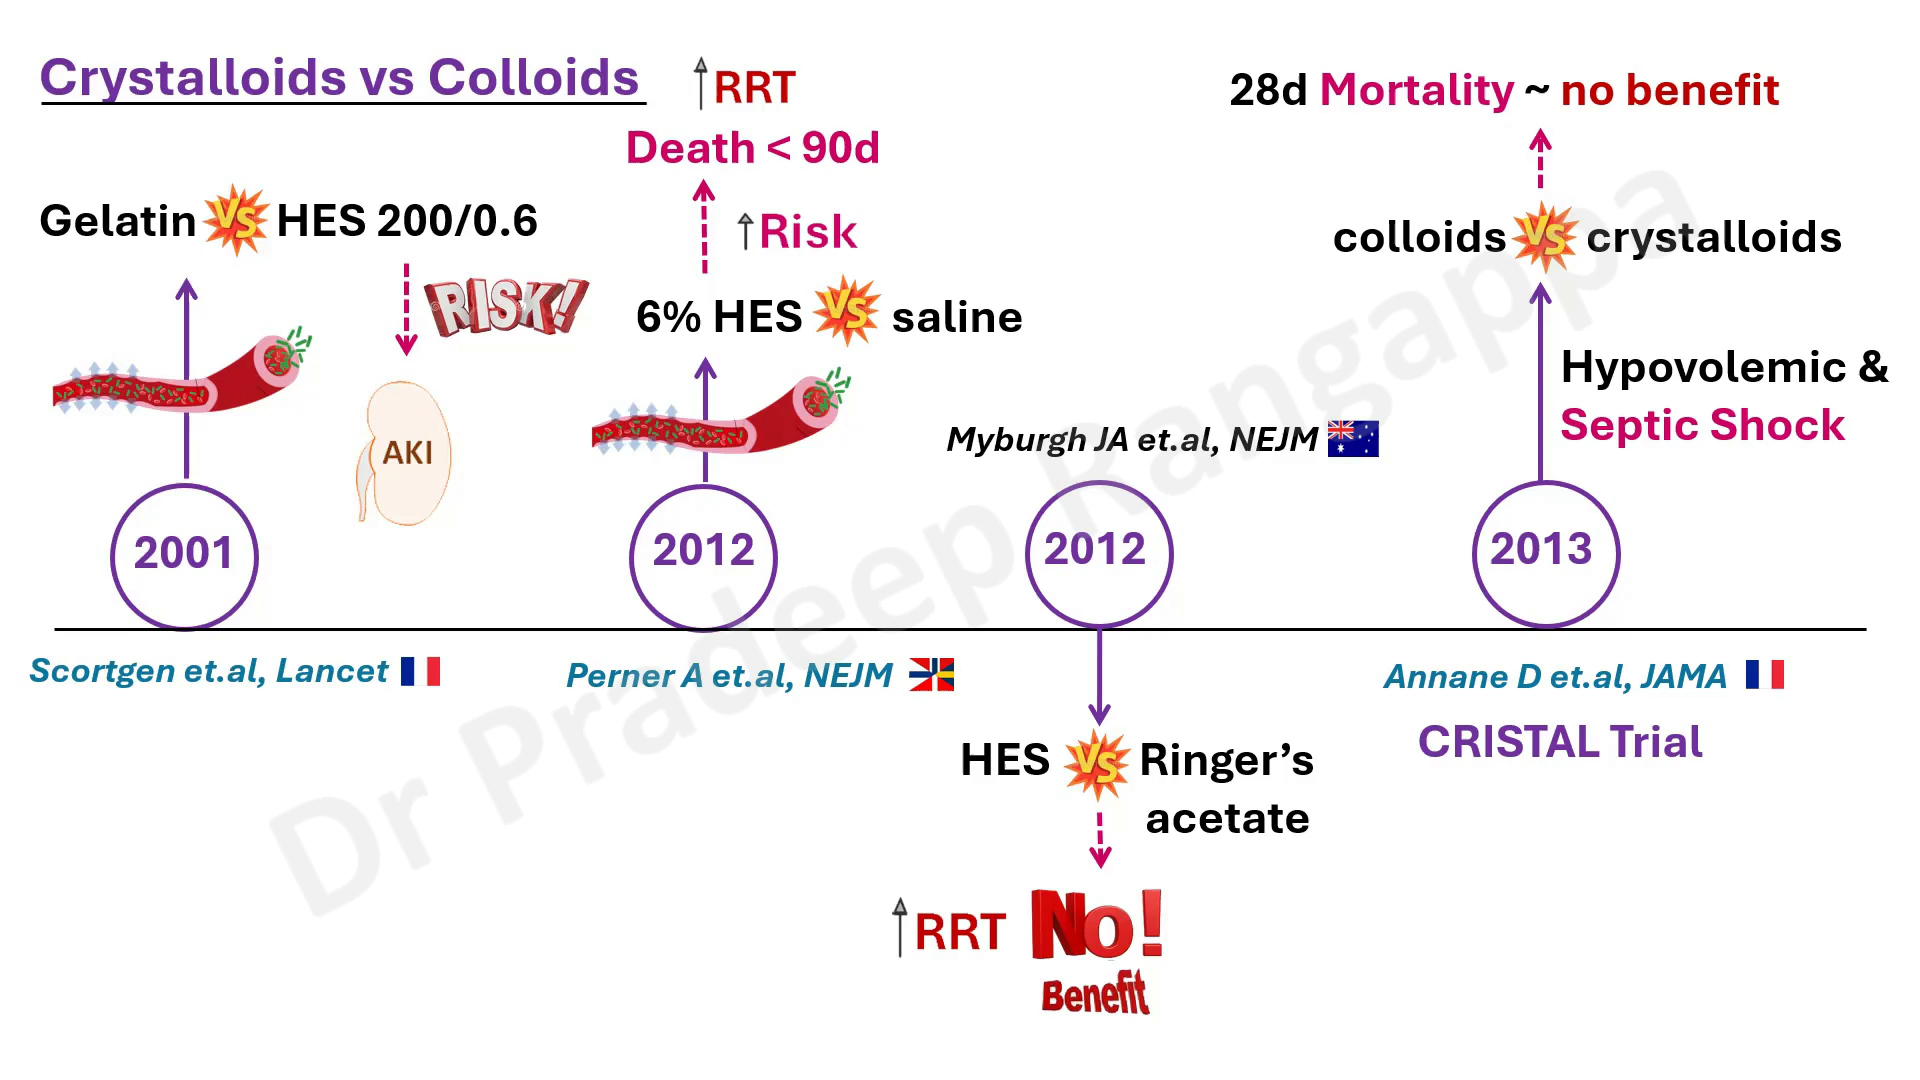 Crystalloids vs Colloids
RRT
Death < 90d
Risk
Gelatin VS HES 200/0.6
RISK!
AKI
6% HES VS saline
28d Mortality ~ no benefit
colloids VS crystalloids
Hypovolemic &
Septic Shock
Myburgh JA et.al, NEJM
2001
2012
2012
2013
Scortgen et.al, Lancet
Perner A et.al, NEJM
Annane D et.al, JAMA
CRISTAL Trial
HES VS Ringer’s
acetate
RRT
No!
Benefit
Dr Pradeep Rangappa